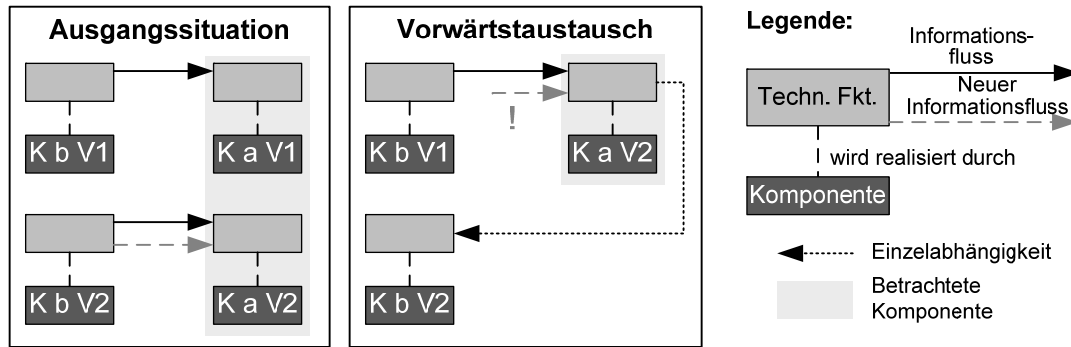 Ausgangssituation
K b V1
K a V1
K b V2
K a V2
Vorwärtstaustausch
!
K b V1
K a V2
K b V2
Legende:
Informations-
fluss
Techn. Fkt.
Neuer
Informationsfluss
wird realisiert durch
Komponente
Einzelabhängigkeit
Betrachtete
Komponente